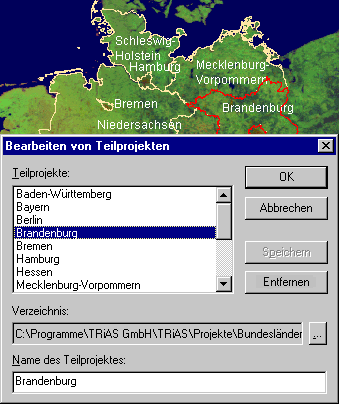 Schleswig-
Holstein
Hamburg
Mecklenburg-
Vorpommern
Bremen
Brandenburg
Niedersachsen
Bearbeiten von Teilprojekten
Teilprojekte:
Baden-Württemberg
Bayern
Berlin
Brandenburg
Bremen
Hamburg
Hessen
Mecklenburg-Vorpommern
OK
Abbrechen
Speichern
Entfernen
Verzeichnis:
C:\Programme\TRiAS GmbH\TRiAS\Projekte\Bundesländer
...
Name des Teilprojektes:
Brandenburg